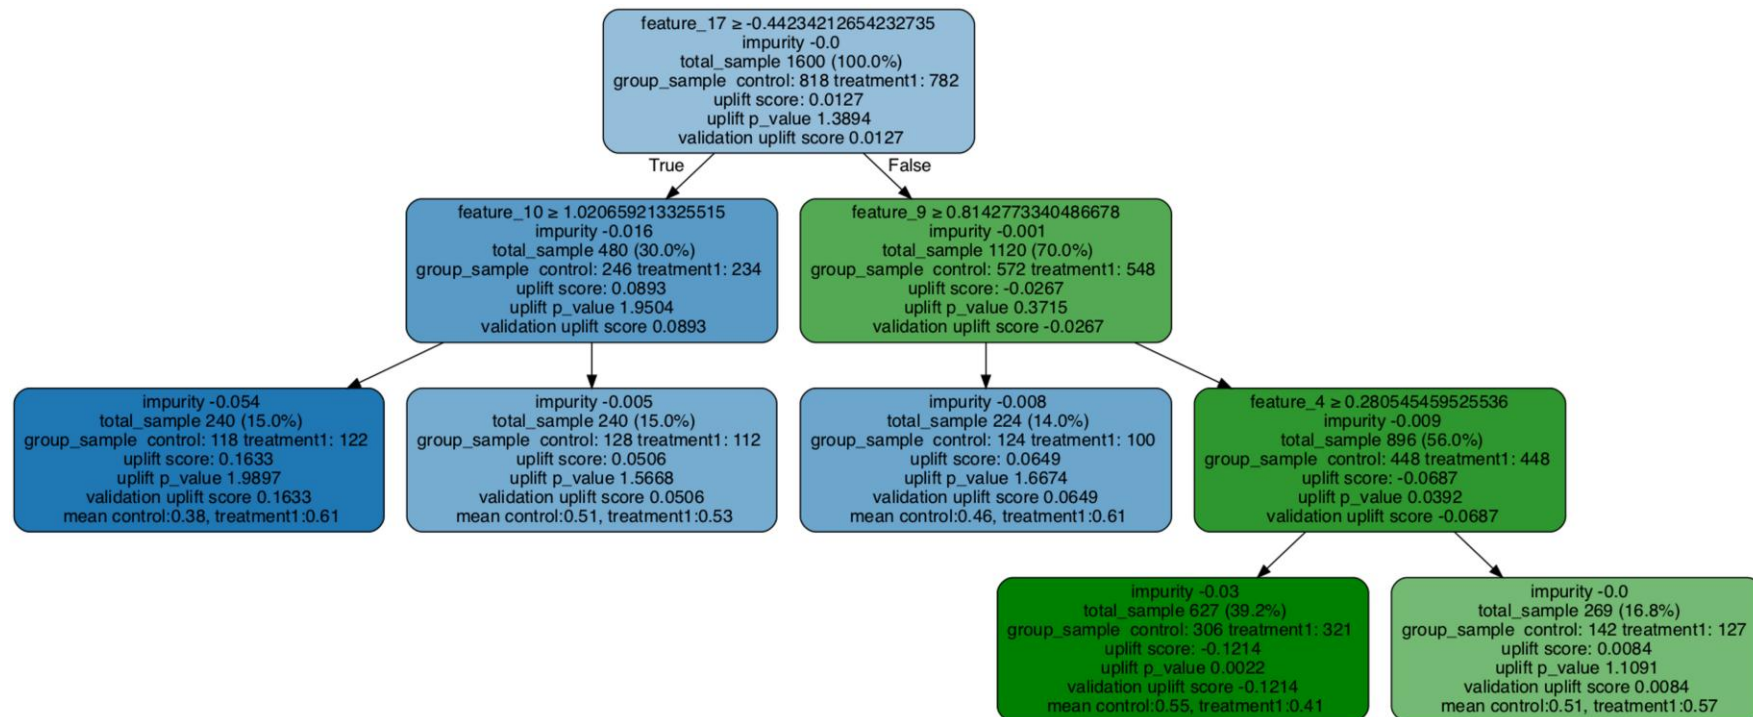 feature_17 ≥ -0.44234212654232735
impurity -0.0
total_sample 1600 (100.0%)
group_sample control: 818 treatment1: 782
uplift score: 0.0127
uplift p_value 1.3894
validation uplift score 0.0127
True
False
feature_10 ≥ 1.020659213325515
impurity -0.016
total_sample 480 (30.0%)
group_sample control: 246 treatment1: 234
uplift score: 0.0893
uplift p_value 1.9504
validation uplift score 0.0893
feature_9 ≥ 0.8142773340486678
impurity -0.001
total_sample 1120 (70.0%)
group_sample control: 572 treatment1: 548
uplift score: -0.0267
uplift p_value 0.3715
validation uplift score -0.0267
impurity -0.054
total_sample 240 (15.0%)
group_sample control: 118 treatment1: 122
uplift score: 0.1633
uplift p_value 1.9897
validation uplift score 0.1633
mean control:0.38, treatment1:0.61
impurity -0.005
total_sample 240 (15.0%)
group_sample control: 128 treatment1: 112
uplift score: 0.0506
uplift p_value 1.5668
validation uplift score 0.0506
mean control:0.51, treatment1:0.53
impurity -0.008
total_sample 224 (14.0%)
group_sample control: 124 treatment1: 100
uplift score: 0.0649
uplift p_value 1.6674
validation uplift score 0.0649
mean control:0.46, treatment1:0.61
feature_4 ≥ 0.280545459525536
impurity -0.009
total_sample 896 (56.0%)
group_sample control: 448 treatment1: 448
uplift score: -0.0687
uplift p_value 0.0392
validation uplift score -0.0687
impurity -0.03
total_sample 627 (39.2%)
group_sample control: 306 treatment1: 321
uplift score: -0.1214
uplift p_value 0.0022
validation uplift score -0.1214
mean control:0.55, treatment1:0.41
impurity -0.0
total_sample 269 (16.8%)
group_sample control: 142 treatment1: 127
uplift score: 0.0084
uplift p_value 1.1091
validation uplift score 0.0084
mean control:0.51, treatment1:0.57